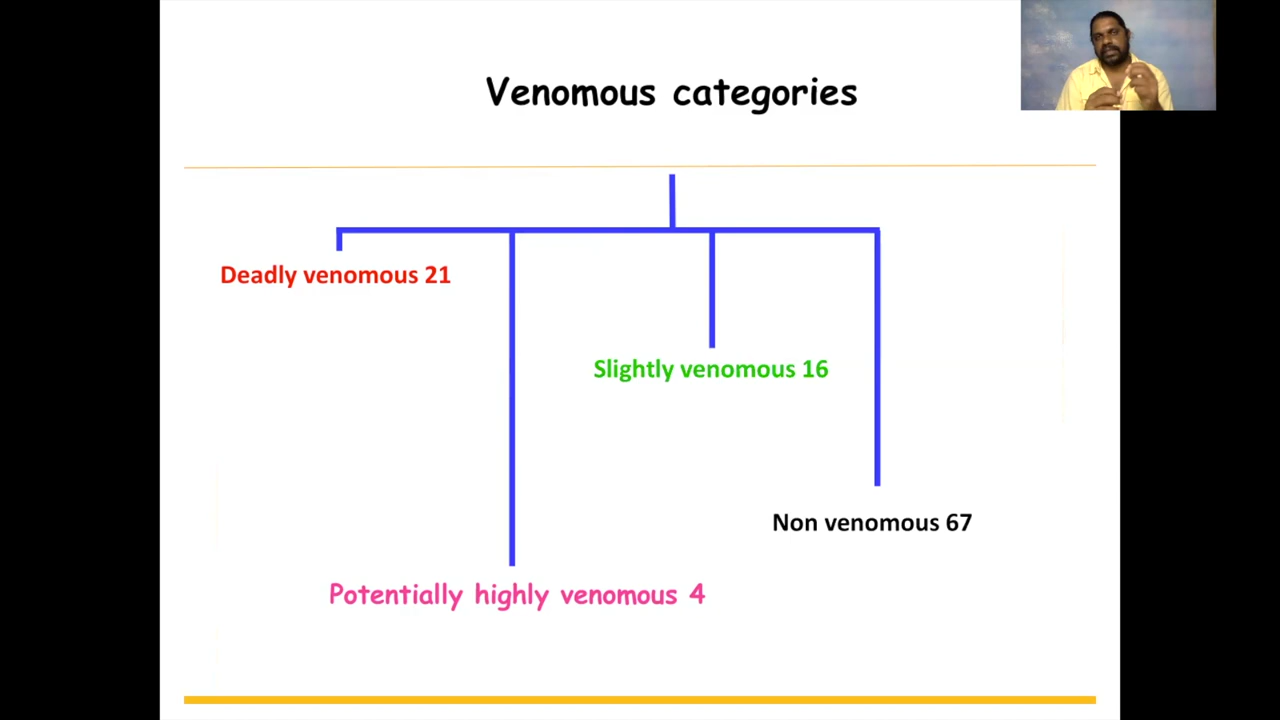 Venomous categories
Deadly venomous 21
Slightly venomous 16
Non venomous 67
Potentially highly venomous 4